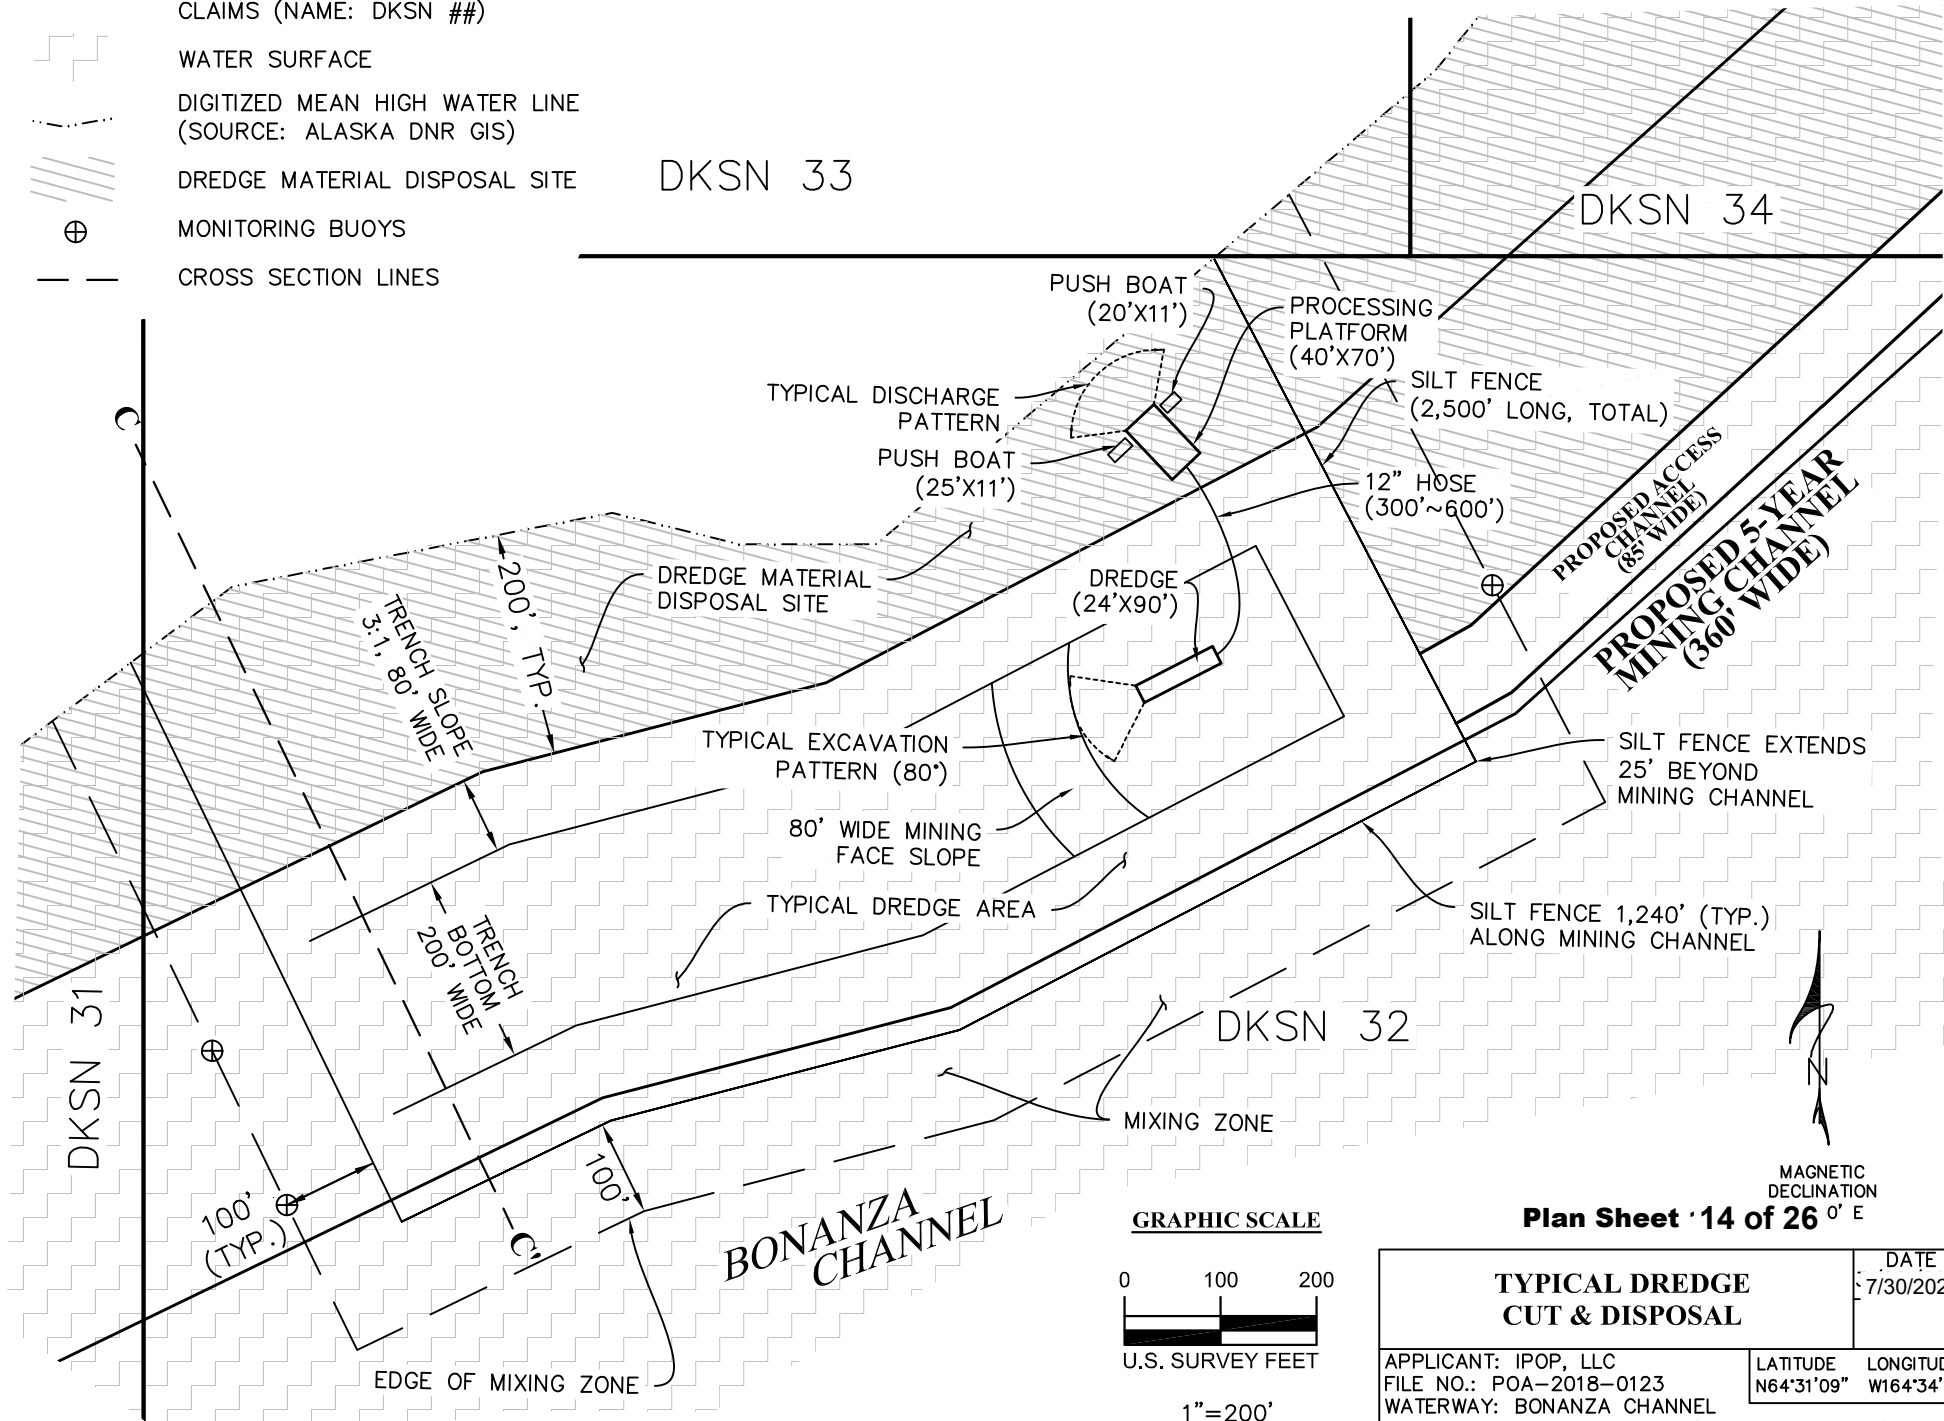 CLAIMS (NAME: DKSN ##)
WATER SURFACE
DIGITIZED MEAN HIGH WATER LINE
(SOURCE: ALASKA DNR GIS)
DREDGE MATERIAL DISPOSAL SITE
MONITORING BUOYS
CROSS SECTION LINES
DKSN 33
DKSN 34
PUSH BOAT
(20'X11')
PROCESSING
PLATFORM
(40'X70')
TYPICAL DISCHARGE
PATTERN
SILT FENCE
(2,500' LONG, TOTAL)
PUSH BOAT
(25'X11')
12" HOSE
(300'~600')
PROPOSED ACCESS
CHANNEL
(85' WIDE)
PROPOSED 5-YEAR
MINING CHANNEL
(360' WIDE)
C
DREDGE MATERIAL
DISPOSAL SITE
200', TYP.
DREDGE
(24'X90')
TRENCH SLOPE
3:1, 80' WIDE
TYPICAL EXCAVATION
PATTERN (80°)
SILT FENCE EXTENDS
25' BEYOND
MINING CHANNEL
80' WIDE MINING
FACE SLOPE
TYPICAL DREDGE AREA
SILT FENCE 1,240' (TYP.)
ALONG MINING CHANNEL
TRENCH
BOTTOM
200' WIDE
DKSN 31
DKSN 32
MIXING ZONE
N
100'
(TYP.)
100'
C'
BONANZA
CHANNEL
EDGE OF MIXING ZONE
MAGNETIC
DECLINATION
0' E
Plan Sheet 14 of 26
GRAPHIC SCALE
0 100 200
U.S. SURVEY FEET
1"=200'
TYPICAL DREDGE
CUT & DISPOSAL
DATE
7/30/202
APPLICANT: IPOP, LLC
FILE NO.: POA-2018-0123
WATERWAY: BONANZA CHANNEL
LATITUDE LONGITUD
N64°31'09" W164°34'